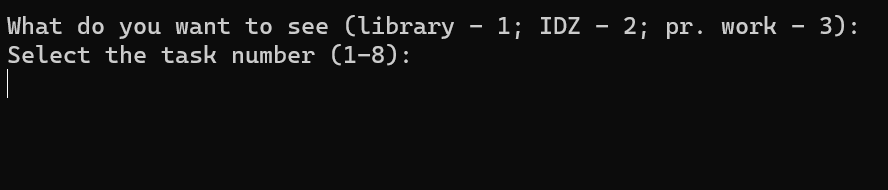 What do you want to see (library - 1; IDZ - 2; pr. work - 3):
Select the task number (1-8):